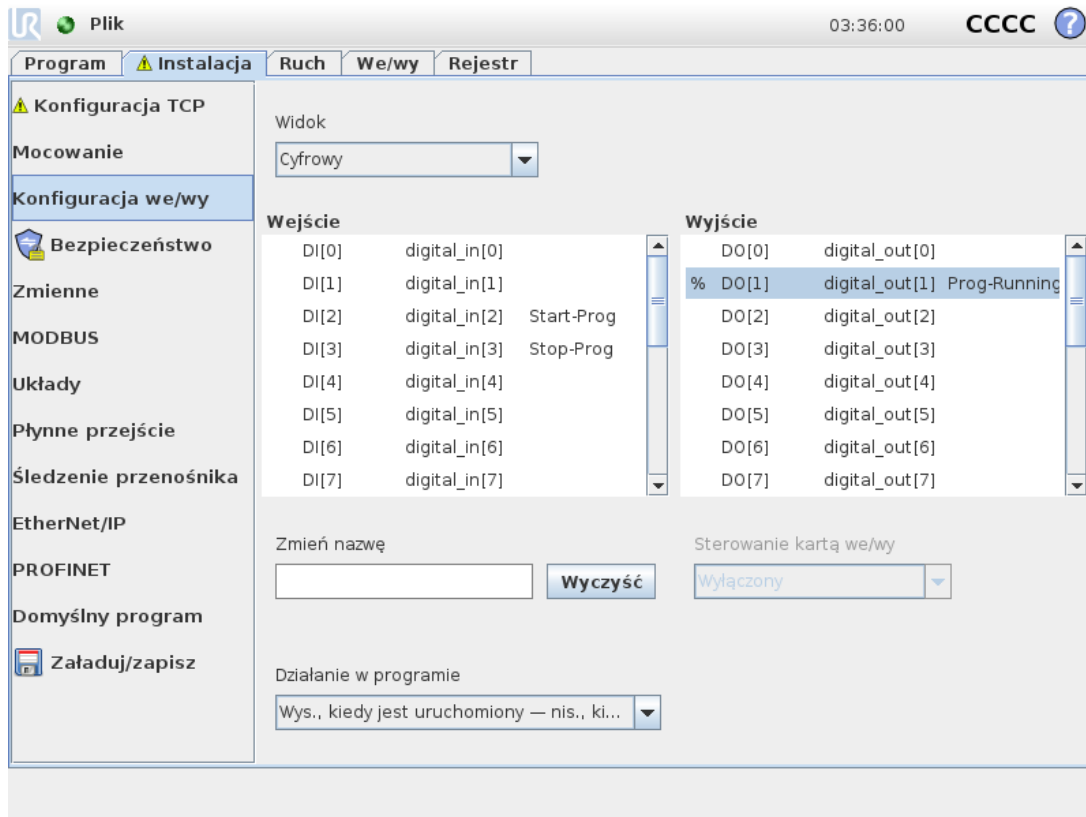 Plik 03:36:00 CCCC ?
Program Instalacja Ruch We/wy Rejestr
Konfiguracja TCP
Mocowanie
Konfiguracja we/wy
Bezpieczeństwo
Zmienne
MODBUS
Układy
Płynne przejście
Śledzenie przenośnika
EtherNet/IP
PROFINET
Domyślny program
Załaduj/zapisz
Widok
Cyfrowy
Wejście
DI[0] digital_in[0]
DI[1] digital_in[1]
DI[2] digital_in[2] Start-Prog
DI[3] digital_in[3] Stop-Prog
DI[4] digital_in[4]
DI[5] digital_in[5]
DI[6] digital_in[6]
DI[7] digital_in[7]
Wyjście
DO[0] digital_out[0]
% DO[1] digital_out[1] Prog-Running
DO[2] digital_out[2]
DO[3] digital_out[3]
DO[4] digital_out[4]
DO[5] digital_out[5]
DO[6] digital_out[6]
DO[7] digital_out[7]
Zmień nazwę
Wyczyść
Sterowanie kartą we/wy
Wyłączony
Działanie w programie
Wys., kiedy jest uruchomiony — nis., ki...